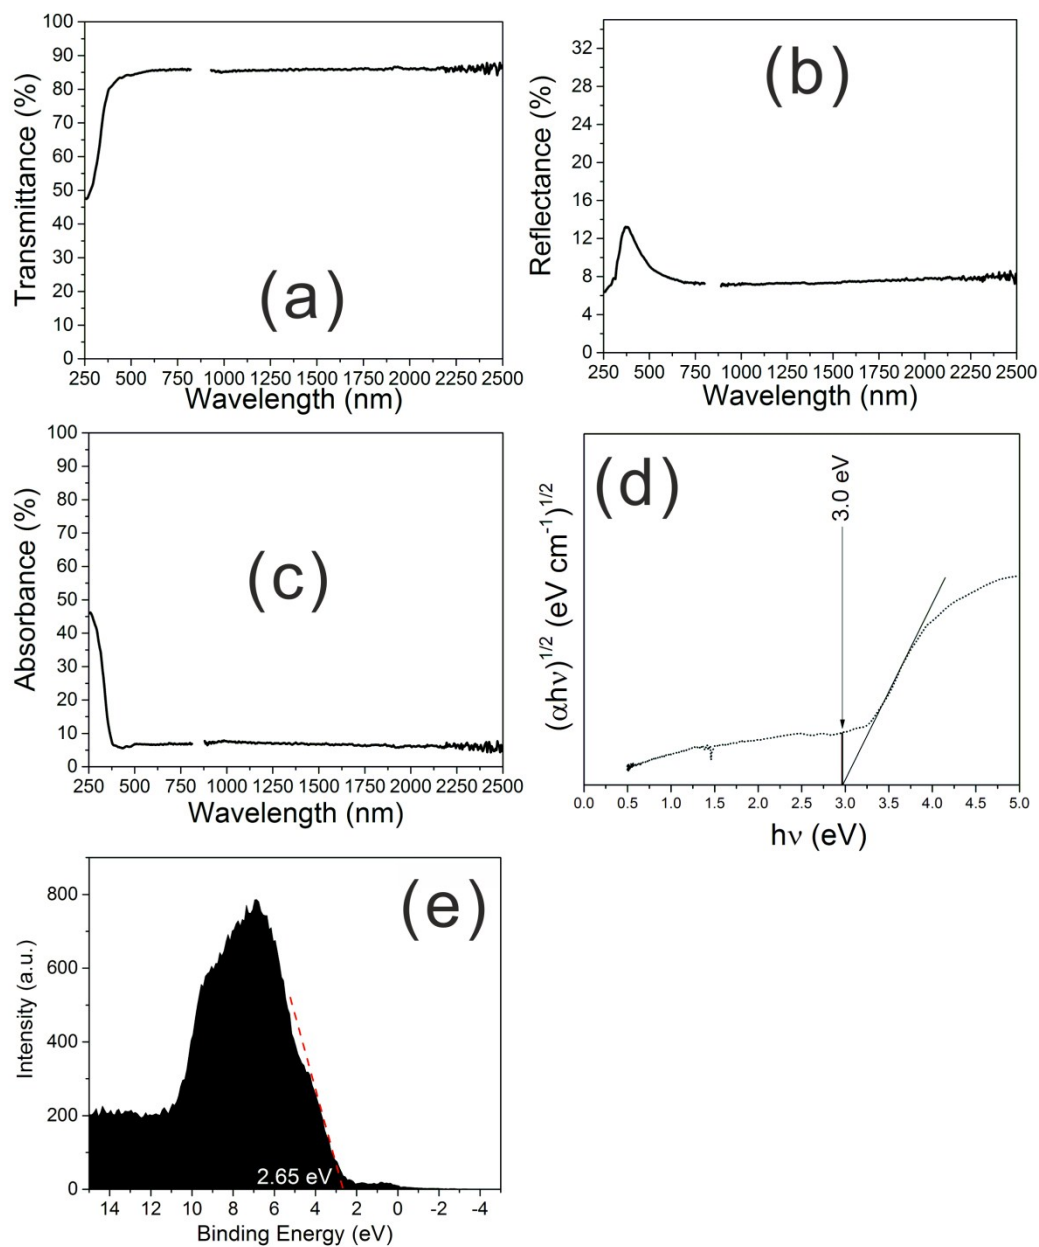 (a)
Transmittance (%)
100
90
80
70
60
50
40
30
20
10
0
250 500 750 1000 1250 1500 1750 2000 2250 2500
Wavelength (nm)
(b)
Reflectance (%)
32
28
24
20
16
12
8
4
0
250 500 750 1000 1250 1500 1750 2000 2250 2500
Wavelength (nm)
(c)
Absorbance (%)
100
90
80
70
60
50
40
30
20
10
0
250 500 750 1000 1250 1500 1750 2000 2250 2500
Wavelength (nm)
(d)
3.0 eV
(αhν)^1/2 (eV cm^-1)^1/2
0.0 0.5 1.0 1.5 2.0 2.5 3.0 3.5 4.0 4.5 5.0
hν (eV)
(e)
Intensity (a.u.)
800
600
400
200
0
2.65 eV
14 12 10 8 6 4 2 0 -2 -4
Binding Energy (eV)